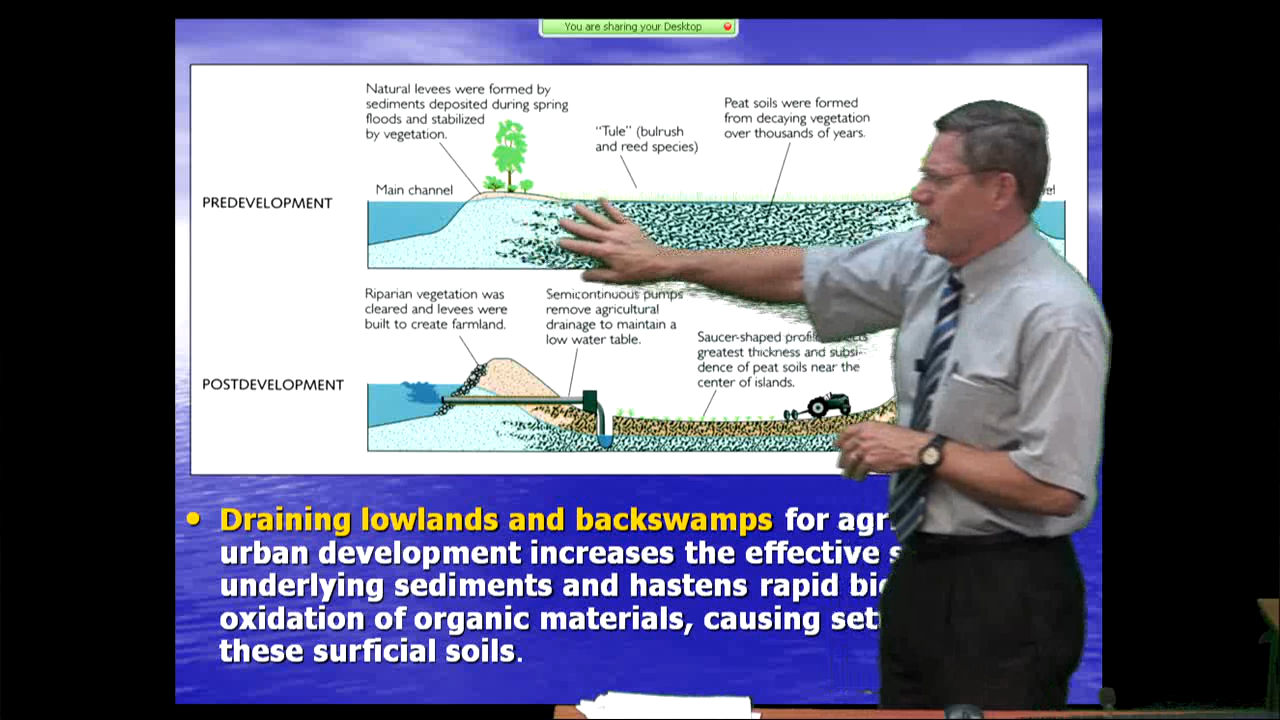 You are sharing your Desktop
Natural levees were formed by
sediments deposited during spring
floods and stabilized
by vegetation.
"Tule" (bulrush
and reed species)
Peat soils were formed
from decaying vegetation
over thousands of years.
Main channel
PREDEVELOPMENT
Riparian vegetation was
cleared and levees were
built to create farmland.
Semicontinuous pumps
remove agricultural
drainage to maintain a
low water table.
Saucer-shaped
greatest thickness and subsi-
dence of peat soils near the
center of islands.
POSTDEVELOPMENT
• Draining lowlands and backswamps for
urban development increases the effective
underlying sediments and hastens rapid
oxidation of organic materials, causing
these surficial soils.